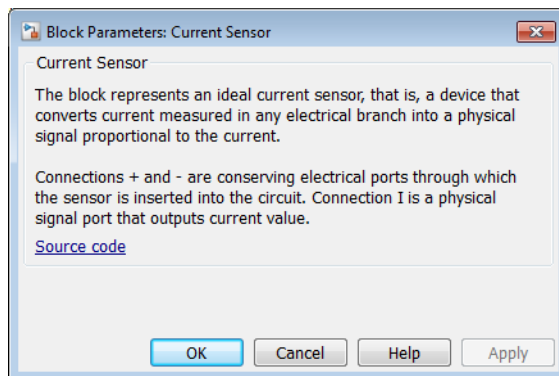 Block Parameters: Current Sensor
Current Sensor
The block represents an ideal current sensor, that is, a device that
converts current measured in any electrical branch into a physical
signal proportional to the current.
Connections + and - are conserving electrical ports through which
the sensor is inserted into the circuit. Connection I is a physical
signal port that outputs current value.
Source code
OK Cancel Help Apply